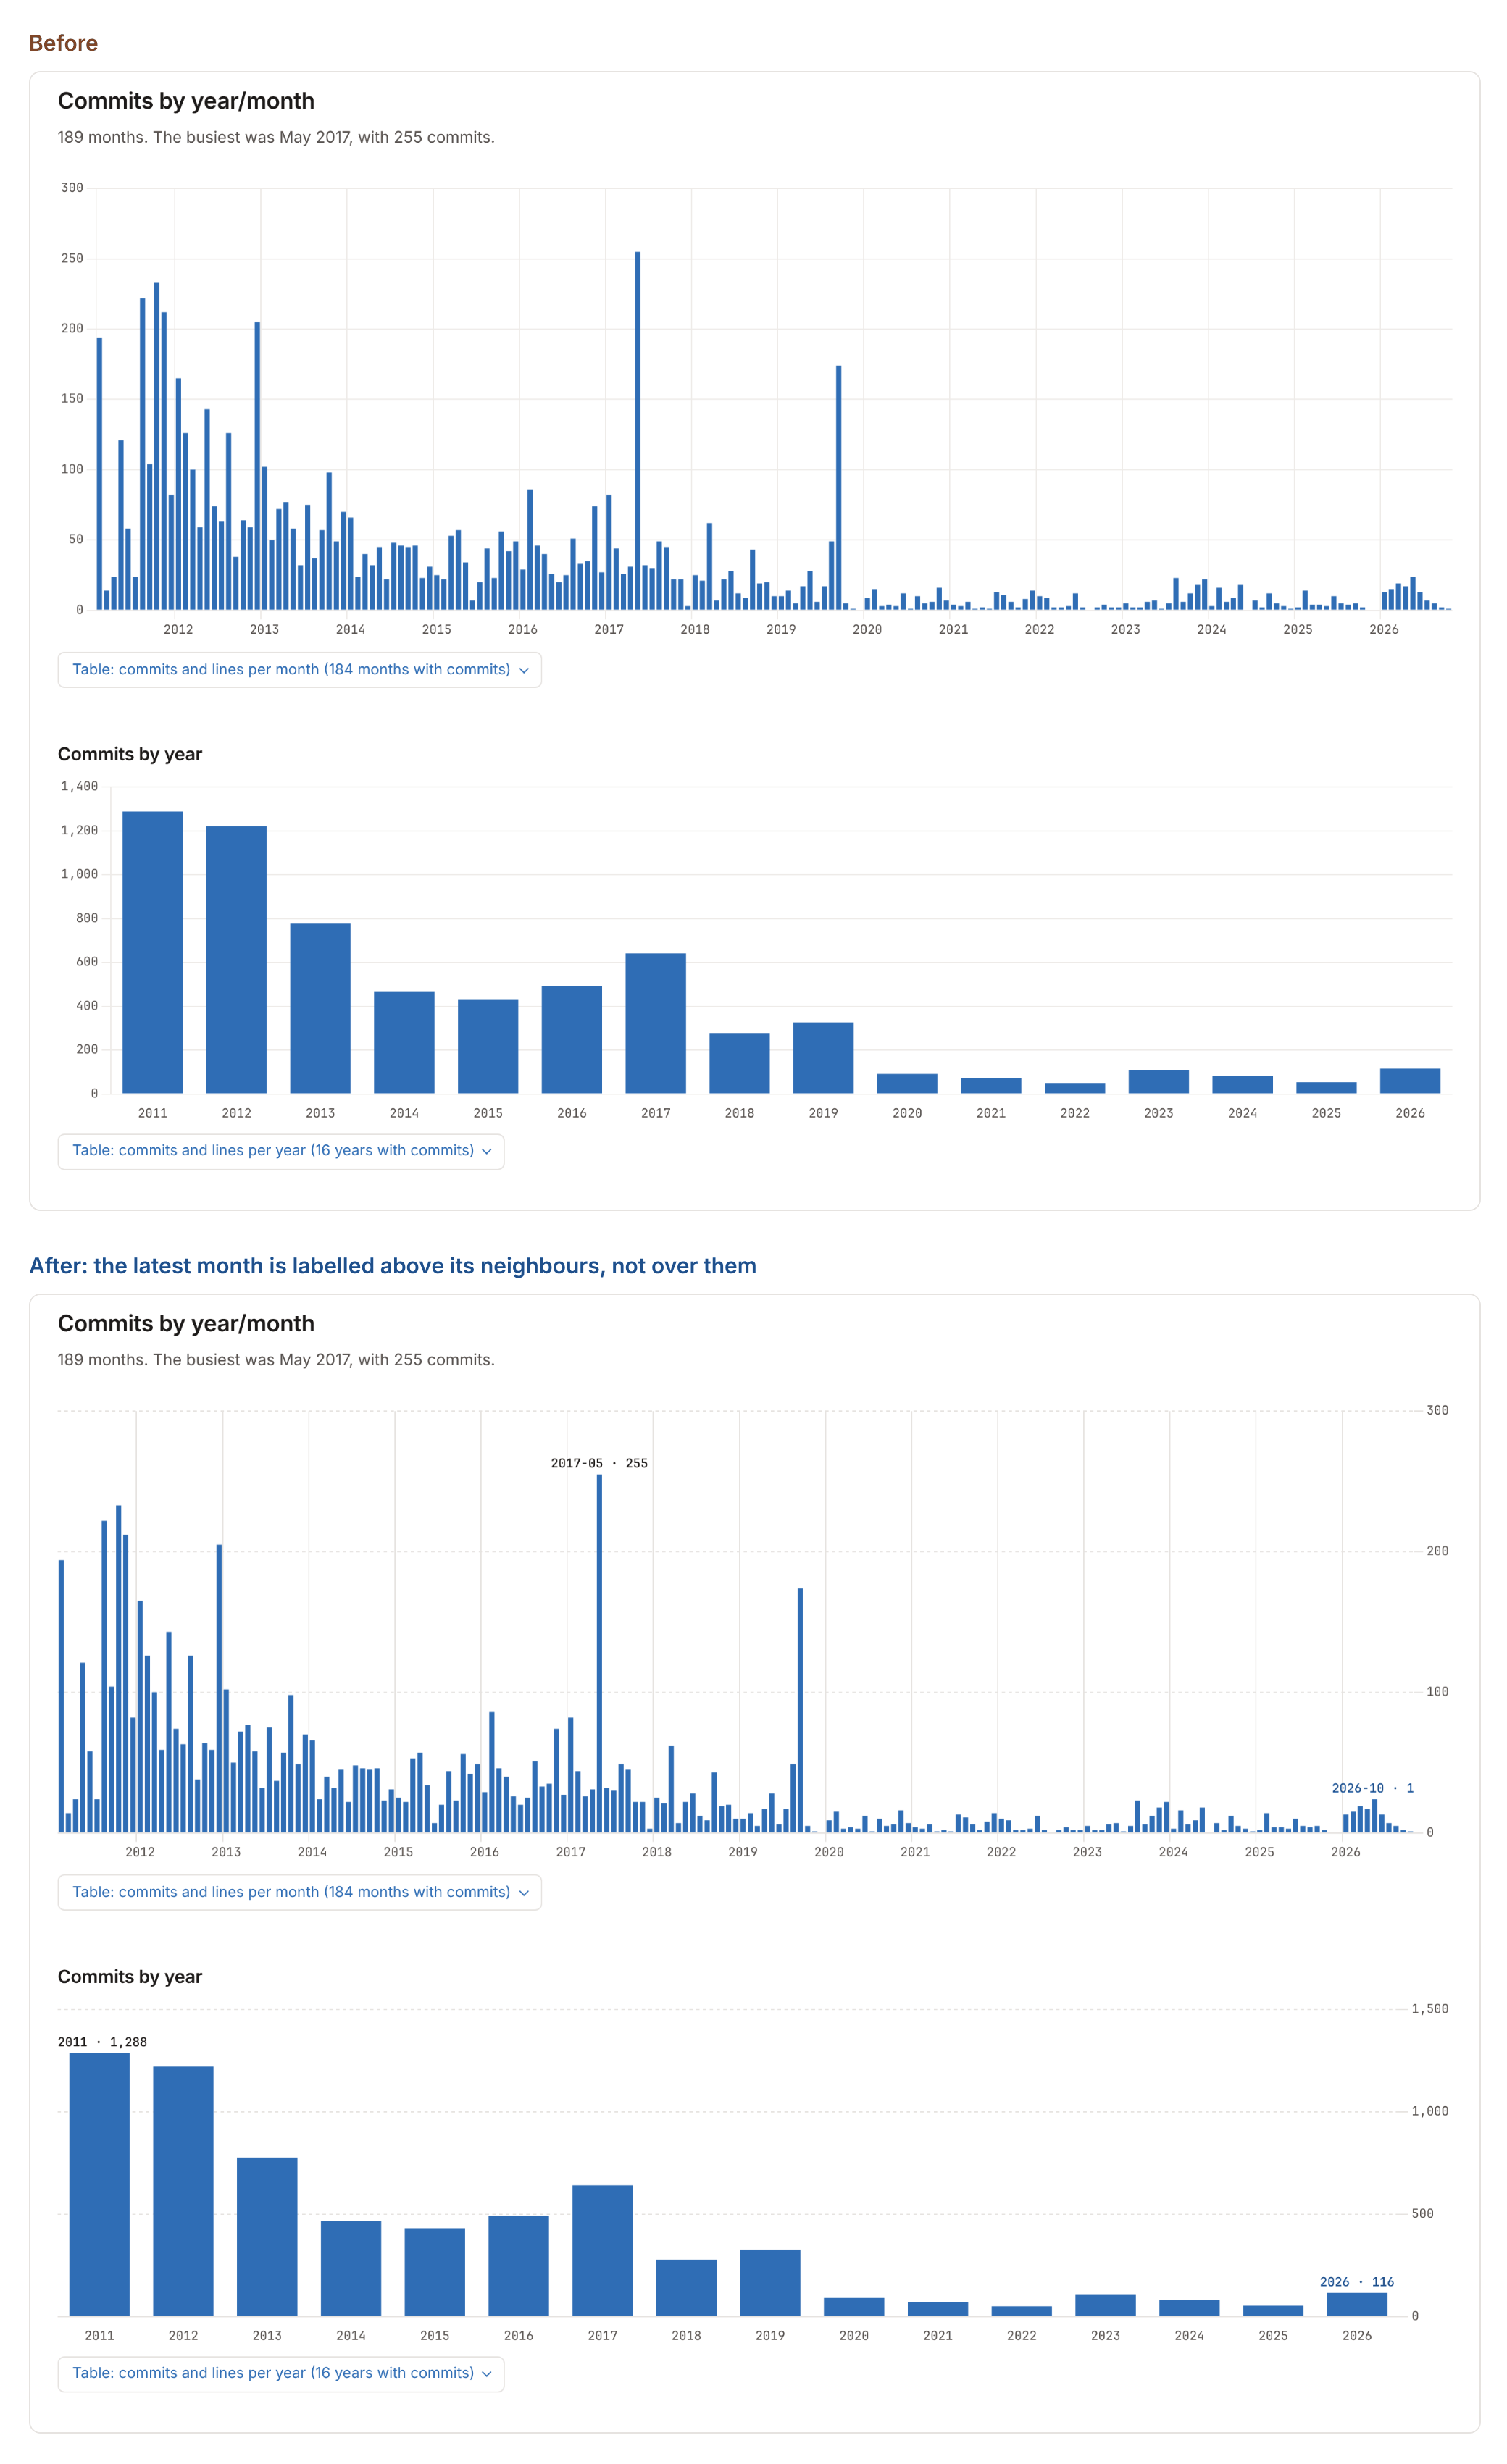 Before
Commits by year/month
189 months. The busiest was May 2017, with 255 commits.
300
250
200
150
100
50
0
2012 2013 2014 2015 2016 2017 2018 2019 2020 2021 2022 2023 2024 2025 2026
Table: commits and lines per month (184 months with commits)
Commits by year
1,400
1,200
1,000
800
600
400
200
0
2011 2012 2013 2014 2015 2016 2017 2018 2019 2020 2021 2022 2023 2024 2025 2026
Table: commits and lines per year (16 years with commits)
After: the latest month is labelled above its neighbours, not over them
Commits by year/month
189 months. The busiest was May 2017, with 255 commits.
300
2017-05 · 255
200
100
2026-10 · 1
0
2012 2013 2014 2015 2016 2017 2018 2019 2020 2021 2022 2023 2024 2025 2026
Table: commits and lines per month (184 months with commits)
Commits by year
1,500
2011 · 1,288
1,000
500
2026 · 116
0
2011 2012 2013 2014 2015 2016 2017 2018 2019 2020 2021 2022 2023 2024 2025 2026
Table: commits and lines per year (16 years with commits)